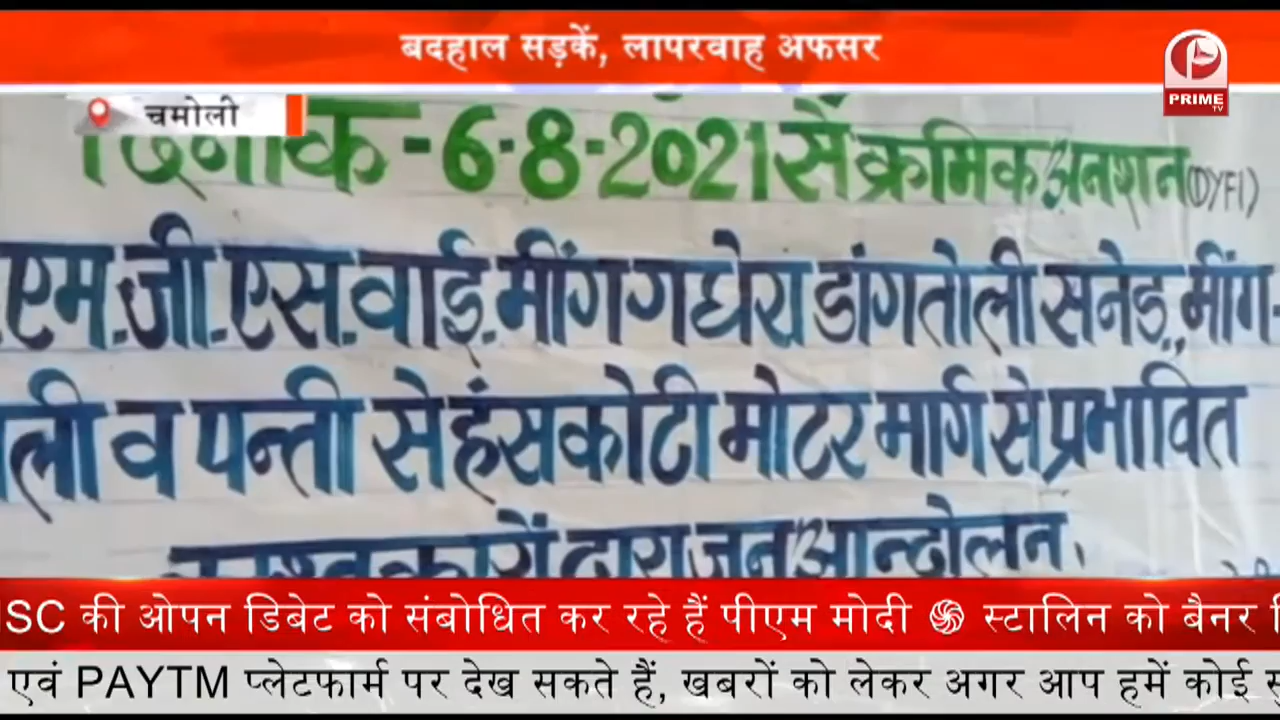 बदहाल सड़कें, लापरवाह अफसर
PRIME
TV
चमोली
दिनांक-6-8-2021 से क्रमिक अनशन (DYFI)
एम.जी.एस.वाई. मींग गधेरा डांगतोली सनेड़, मींग-
ली व पन्ती से हंसकोटी मोटर मार्ग से प्रभावित
द्वारा जन आन्दोलन.
SC की ओपन डिबेट को संबोधित कर रहे हैं पीएम मोदी स्टालिन को बैनर
एवं PAYTM प्लेटफार्म पर देख सकते हैं, खबरों को लेकर अगर आप हमें कोई